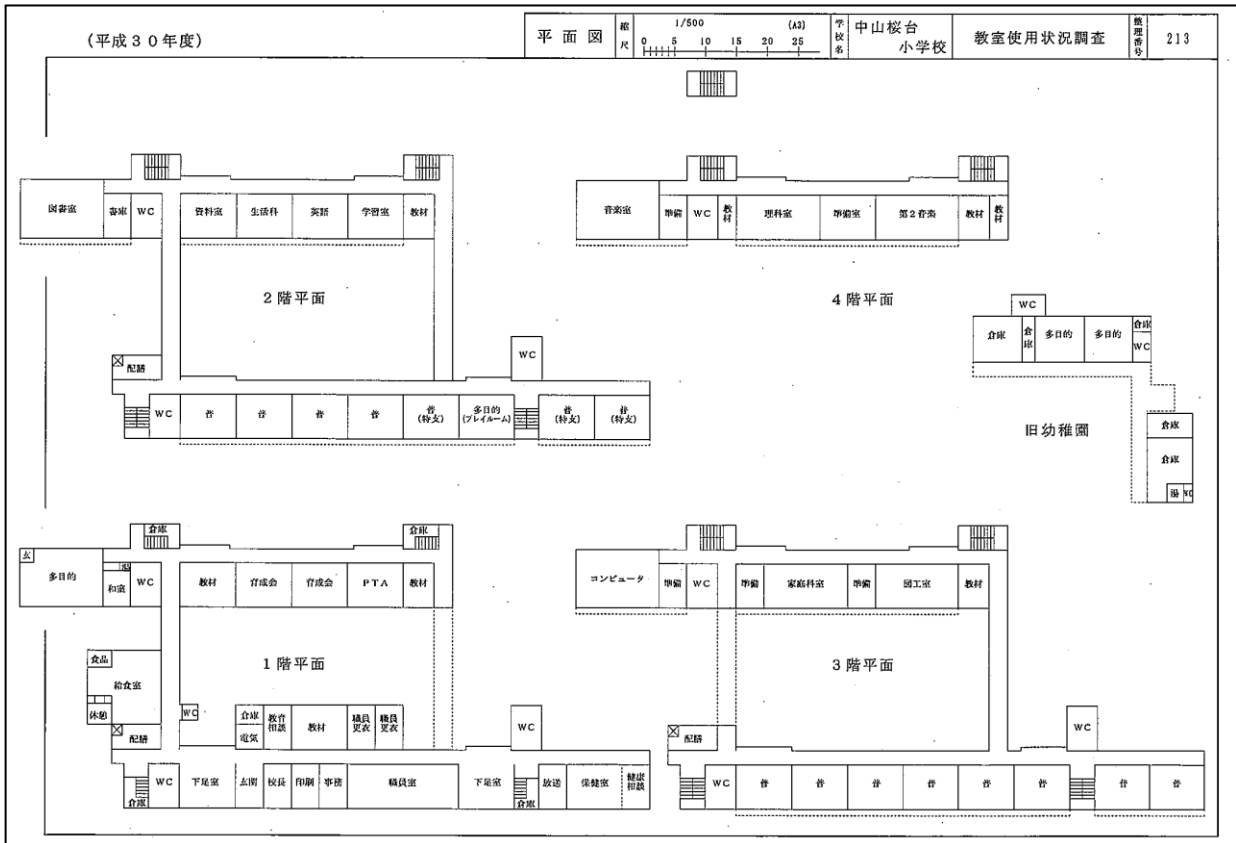 (平成30年度)
平面図 縮尺 1/500 (A3) 0 5 10 15 20 25 学校名 中山桜台小学校 教室使用状況調査 整理番号 213
図書室 書庫 WC 資料室 生活科 英語 学習室 教材
2階平面
配膳
WC
WC 普 普 普 普 普(特支) 多目的(プレイルーム) 普(特支) 普(特支)
音楽室 準備 WC 教材 理科室 準備室 第2音楽 教材 教材
4階平面
WC
倉庫 倉庫 多目的 多目的 倉庫
WC
旧幼稚園
倉庫
倉庫
湯 WC
倉庫 倉庫
玄
多目的 湯 和室 WC 教材 育成会 育成会 PTA 教材
1階平面
食品
給食室
休憩
配膳
WC
倉庫 電気 教育相談 教材 職員更衣 職員更衣
WC
倉庫 WC 下足室 玄関 校長 印刷 事務 職員室 下足室 倉庫 放送 保健室 健康相談
コンピュータ 準備 WC 準備 家庭科室 準備 図工室 教材
3階平面
配膳
WC
WC 普 普 普 普 普 普 普 普